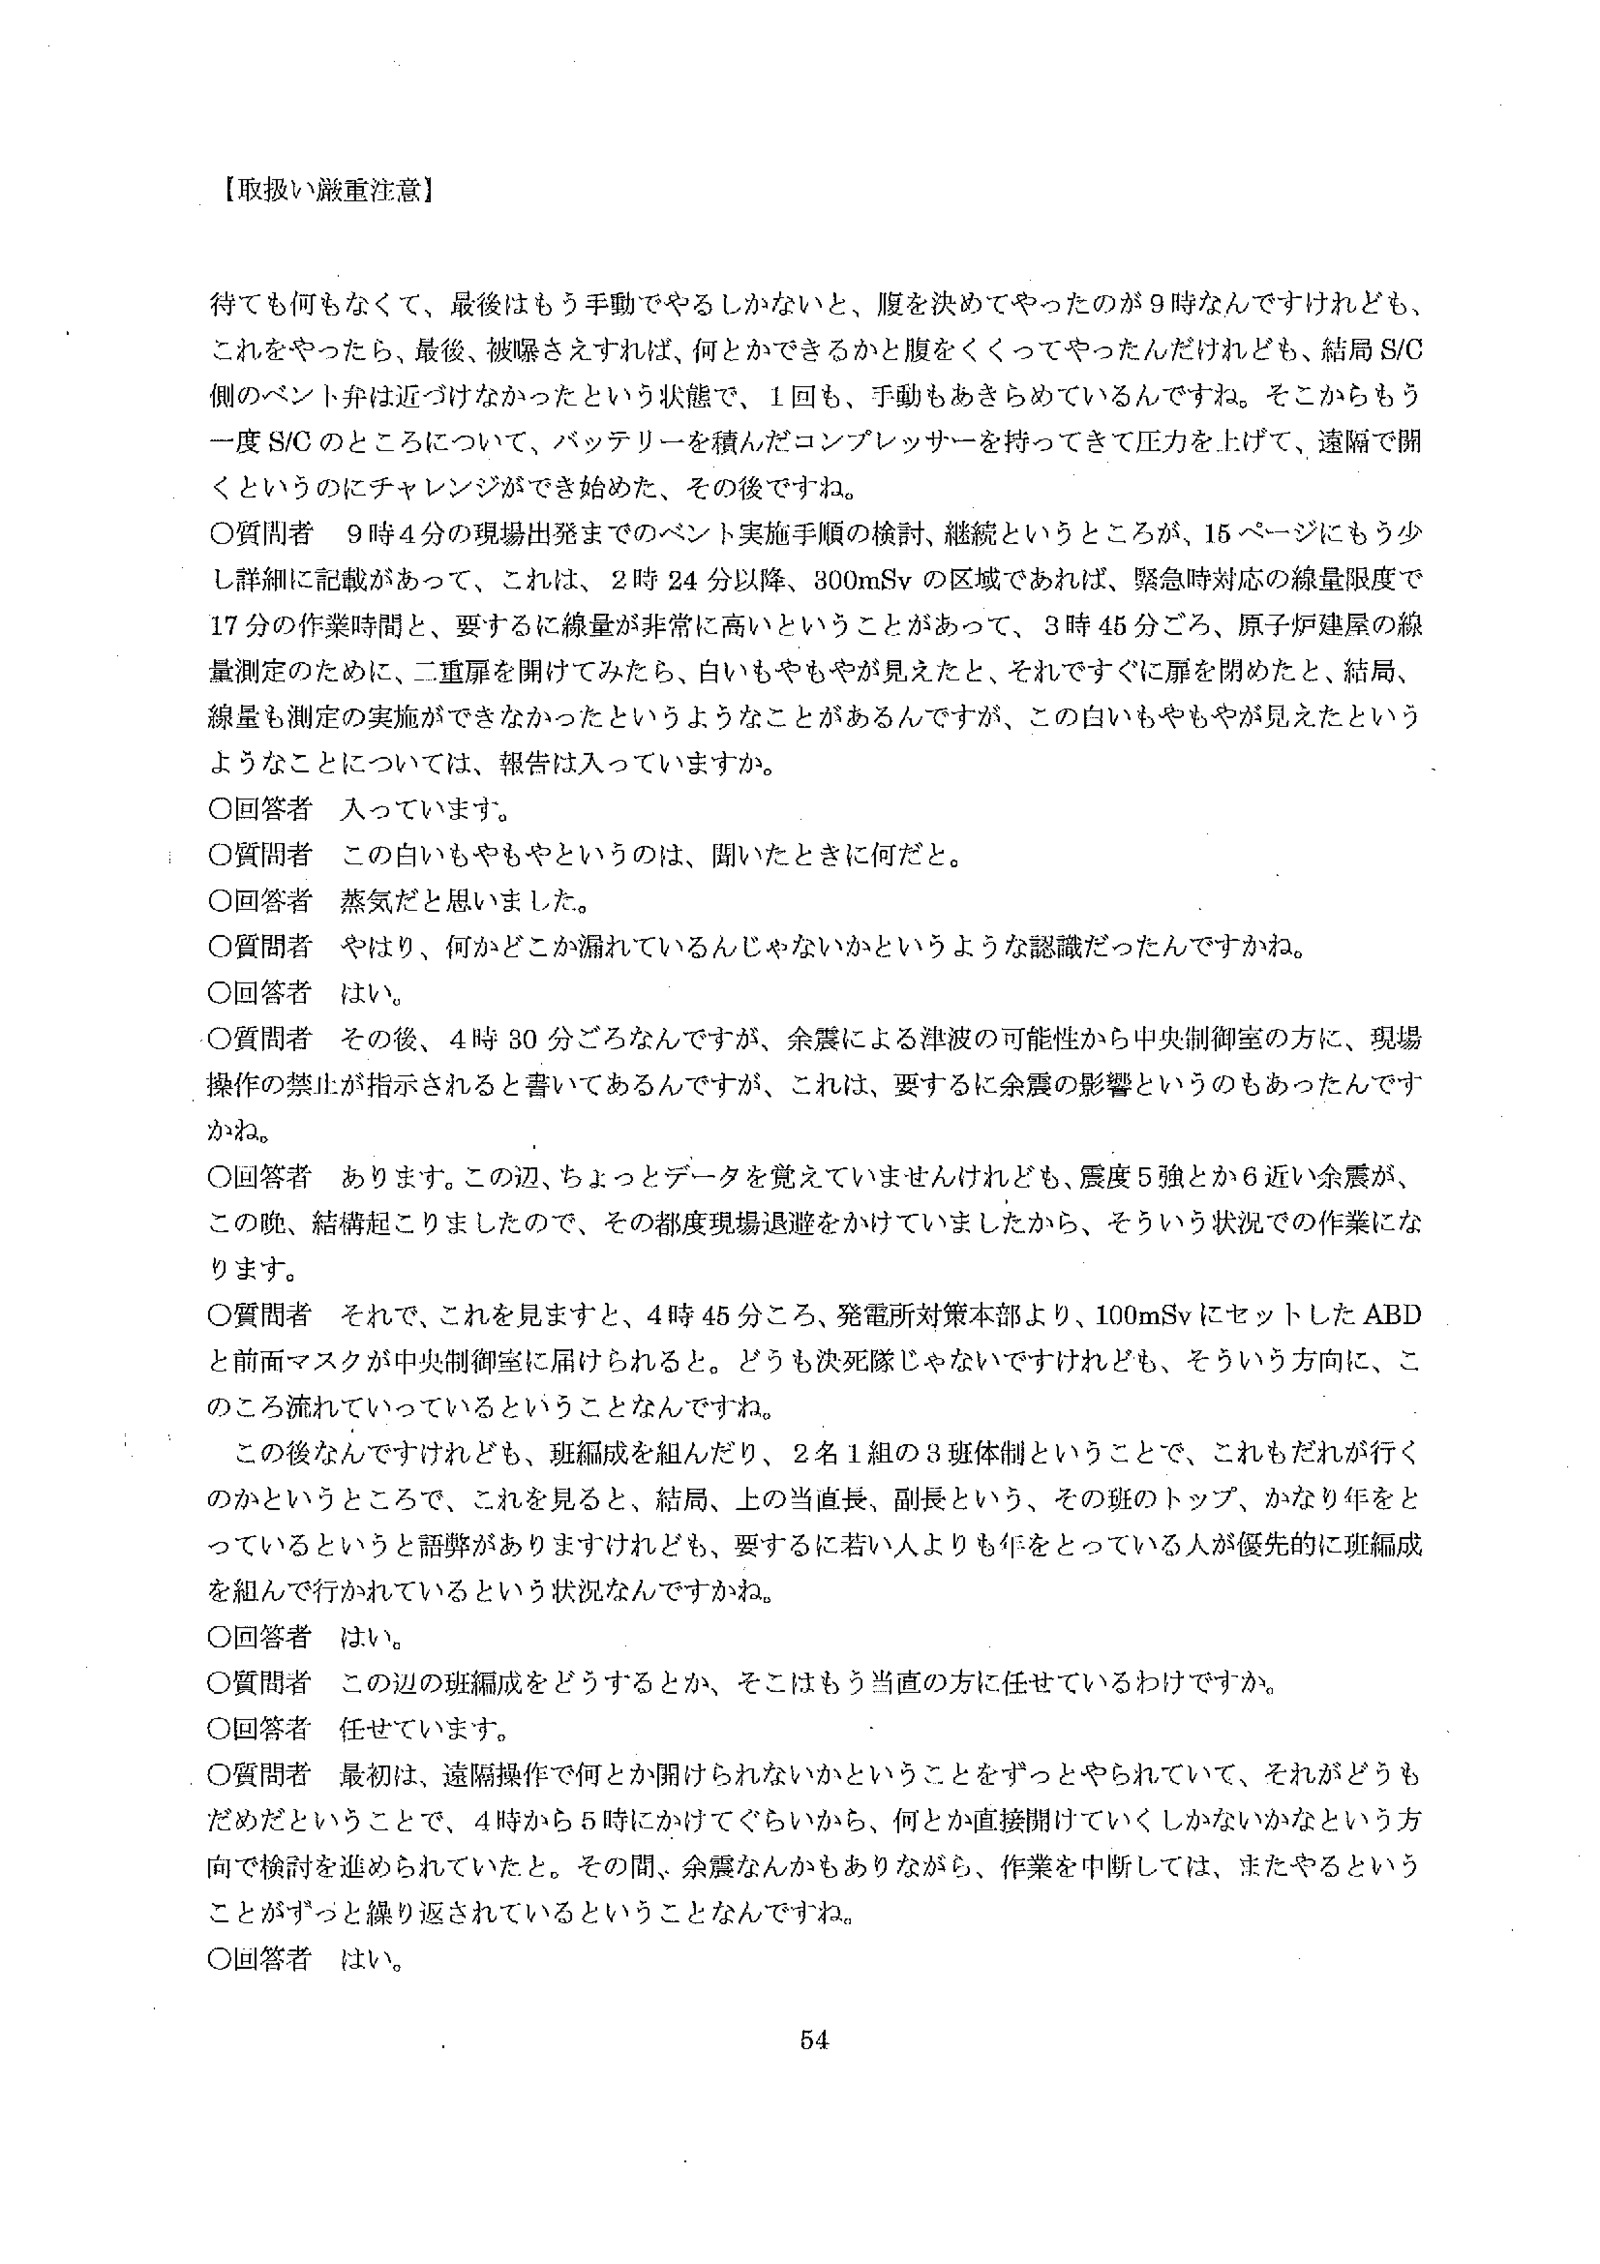 【取扱い厳重注意】
待ても何もなくて、最後はもう手動でやるしかないと、腹を決めてやったのが９時なんですけれども、
これをやったら、最後、被曝さえすれば、何とかできるかと腹をくくってやったんだけれども、結局 S/C
側のベント弁は近づけなかったという状態で、１回も、手動もあきらめているんですね。そこからもう
一度 S/C のところについて、バッテリーを積んだコンプレッサーを持ってきて圧力を上げて、遠隔で開
くというのにチャレンジができ始めた、その後ですね。
○質問者　９時４分の現場出発までのベント実施手順の検討、継続というところが、15 ページにもう少
し詳細に記載があって、これは、２時 24 分以降、300mSv の区域であれば、緊急時対応の線量限度で
17 分の作業時間と、要するに線量が非常に高いということがあって、３時 45 分ごろ、原子炉建屋の線
量測定のために、二重扉を開けてみたら、白いもやもやが見えたと、それですぐに扉を閉めたと、結局、
線量も測定の実施ができなかったというようなことがあるんですが、この白いもやもやが見えたという
ようなことについては、報告は入っていますか。
○回答者　入っています。
○質問者　この白いもやもやというのは、聞いたときに何だと。
○回答者　蒸気だと思いました。
○質問者　やはり、何かどこか漏れているんじゃないかというような認識だったんですかね。
○回答者　はい。
○質問者　その後、４時 30 分ごろなんですが、余震による津波の可能性から中央制御室の方に、現場
操作の禁止が指示されると書いてあるんですが、これは、要するに余震の影響というのもあったんです
かね。
○回答者　あります。この辺、ちょっとデータを覚えていませんけれども、震度５強とか６近い余震が、
この晩、結構起こりましたので、その都度現場退避をかけていましたから、そういう状況での作業にな
ります。
○質問者　それで、これを見ますと、４時 45 分ころ、発電所対策本部より、100mSv にセットした ABD
と前面マスクが中央制御室に届けられると。どうも決死隊じゃないですけれども、そういう方向に、こ
のころ流れていっているということなんですね。
　この後なんですけれども、班編成を組んだり、２名１組の３班体制ということで、これもだれが行く
のかというところで、これを見ると、結局、上の当直長、副長という、その班のトップ、かなり年をと
っているというと語弊がありますけれども、要するに若い人よりも年をとっている人が優先的に班編成
を組んで行かれているという状況なんですかね。
○回答者　はい。
○質問者　この辺の班編成をどうするとか、そこはもう当直の方に任せているわけですか。
○回答者　任せています。
○質問者　最初は、遠隔操作で何とか開けられないかということをずっとやられていて、それがどうも
だめだということで、４時から５時にかけてぐらいから、何とか直接開けていくしかないかなという方
向で検討を進められていたと。その間、余震なんかもありながら、作業を中断しては、またやるという
ことがずっと繰り返されているということなんですね。
○回答者　はい。
54